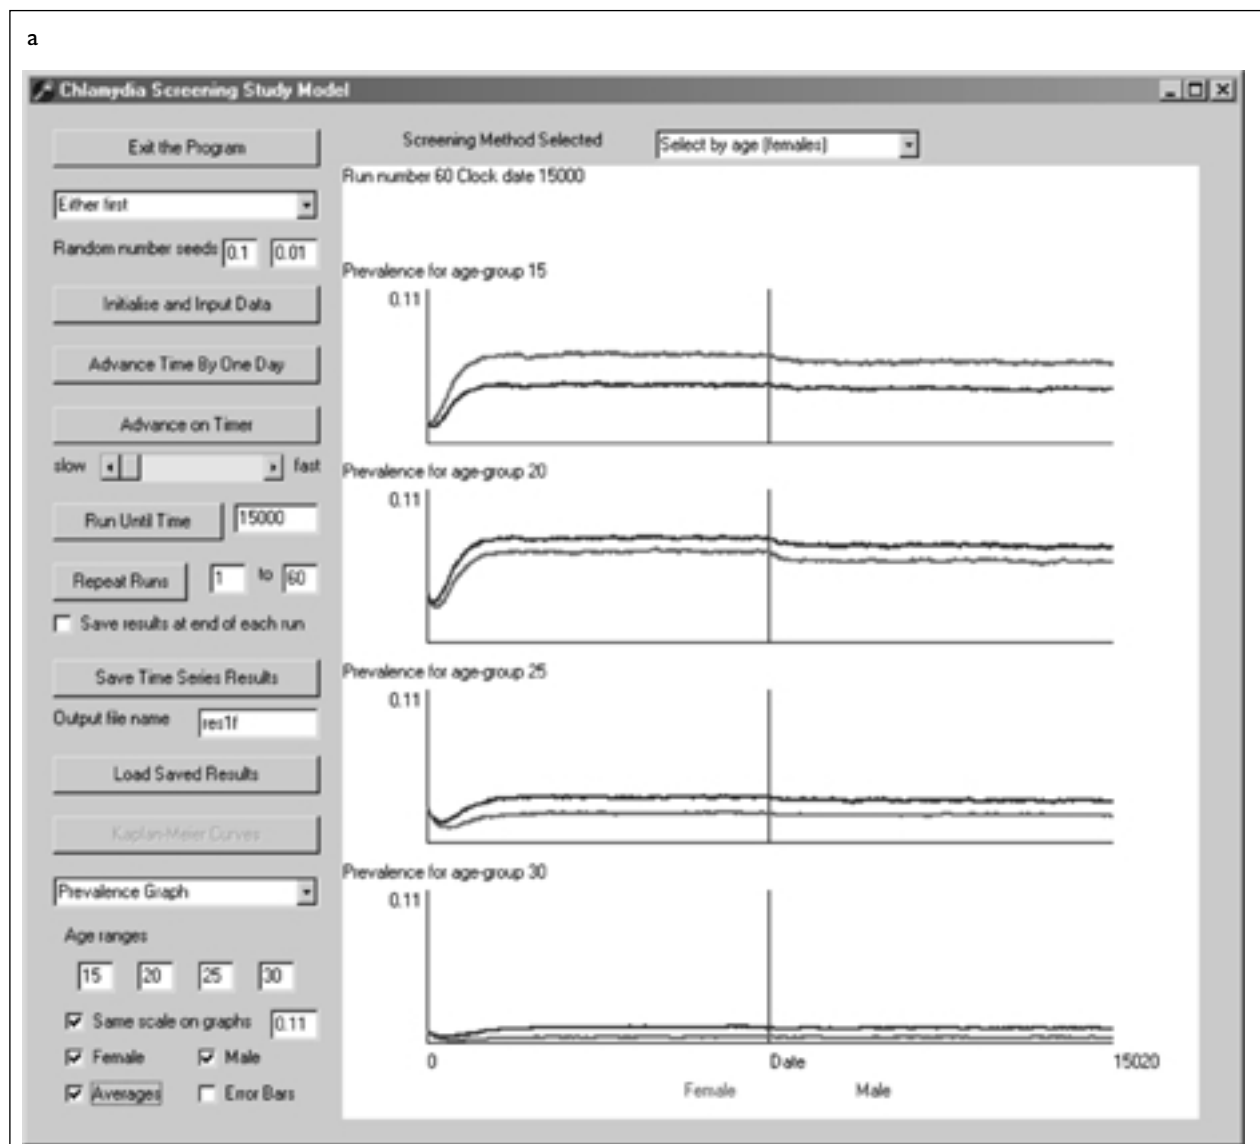 a
Chlamydia Screening Study Model
Exit the Program
Either first
Random number seeds 0.1 0.01
Initialise and Input Data
Advance Time By One Day
Advance on Timer
slow fast
Run Until Time 15000
Repeat Runs 1 to 60
Save results at end of each run
Save Time Series Results
Output file name res1f
Load Saved Results
Kaplan-Meier Curves
Prevalence Graph
Age ranges
15 20 25 30
Same scale on graphs 0.11
Female Male
Averages Error Bars
Screening Method Selected Select by age (females)
Run number 60 Clock date 15000
Prevalence for age-group 15
0.11
Prevalence for age-group 20
0.11
Prevalence for age-group 25
0.11
Prevalence for age-group 30
0.11
0 Date 15020
Female Male